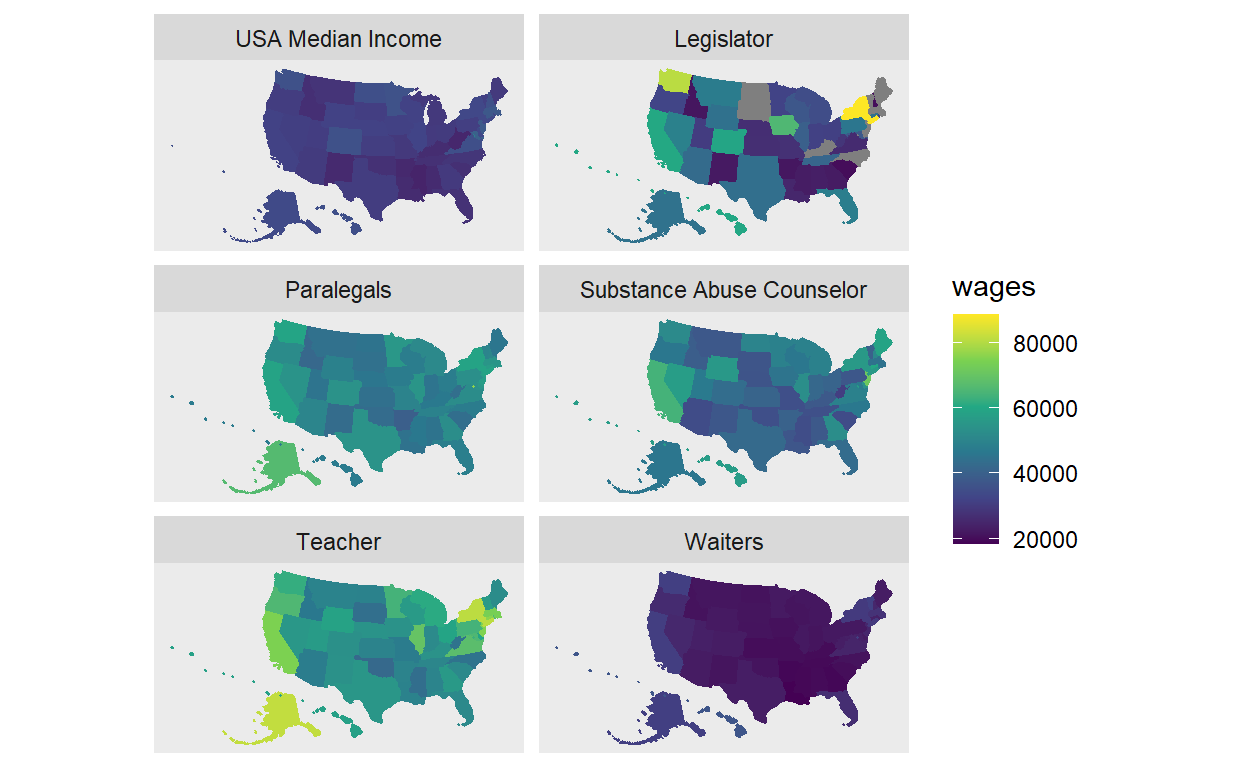 USA Median Income
Legislator
Paralegals
Substance Abuse Counselor
Teacher
Waiters
wages
80000
60000
40000
20000